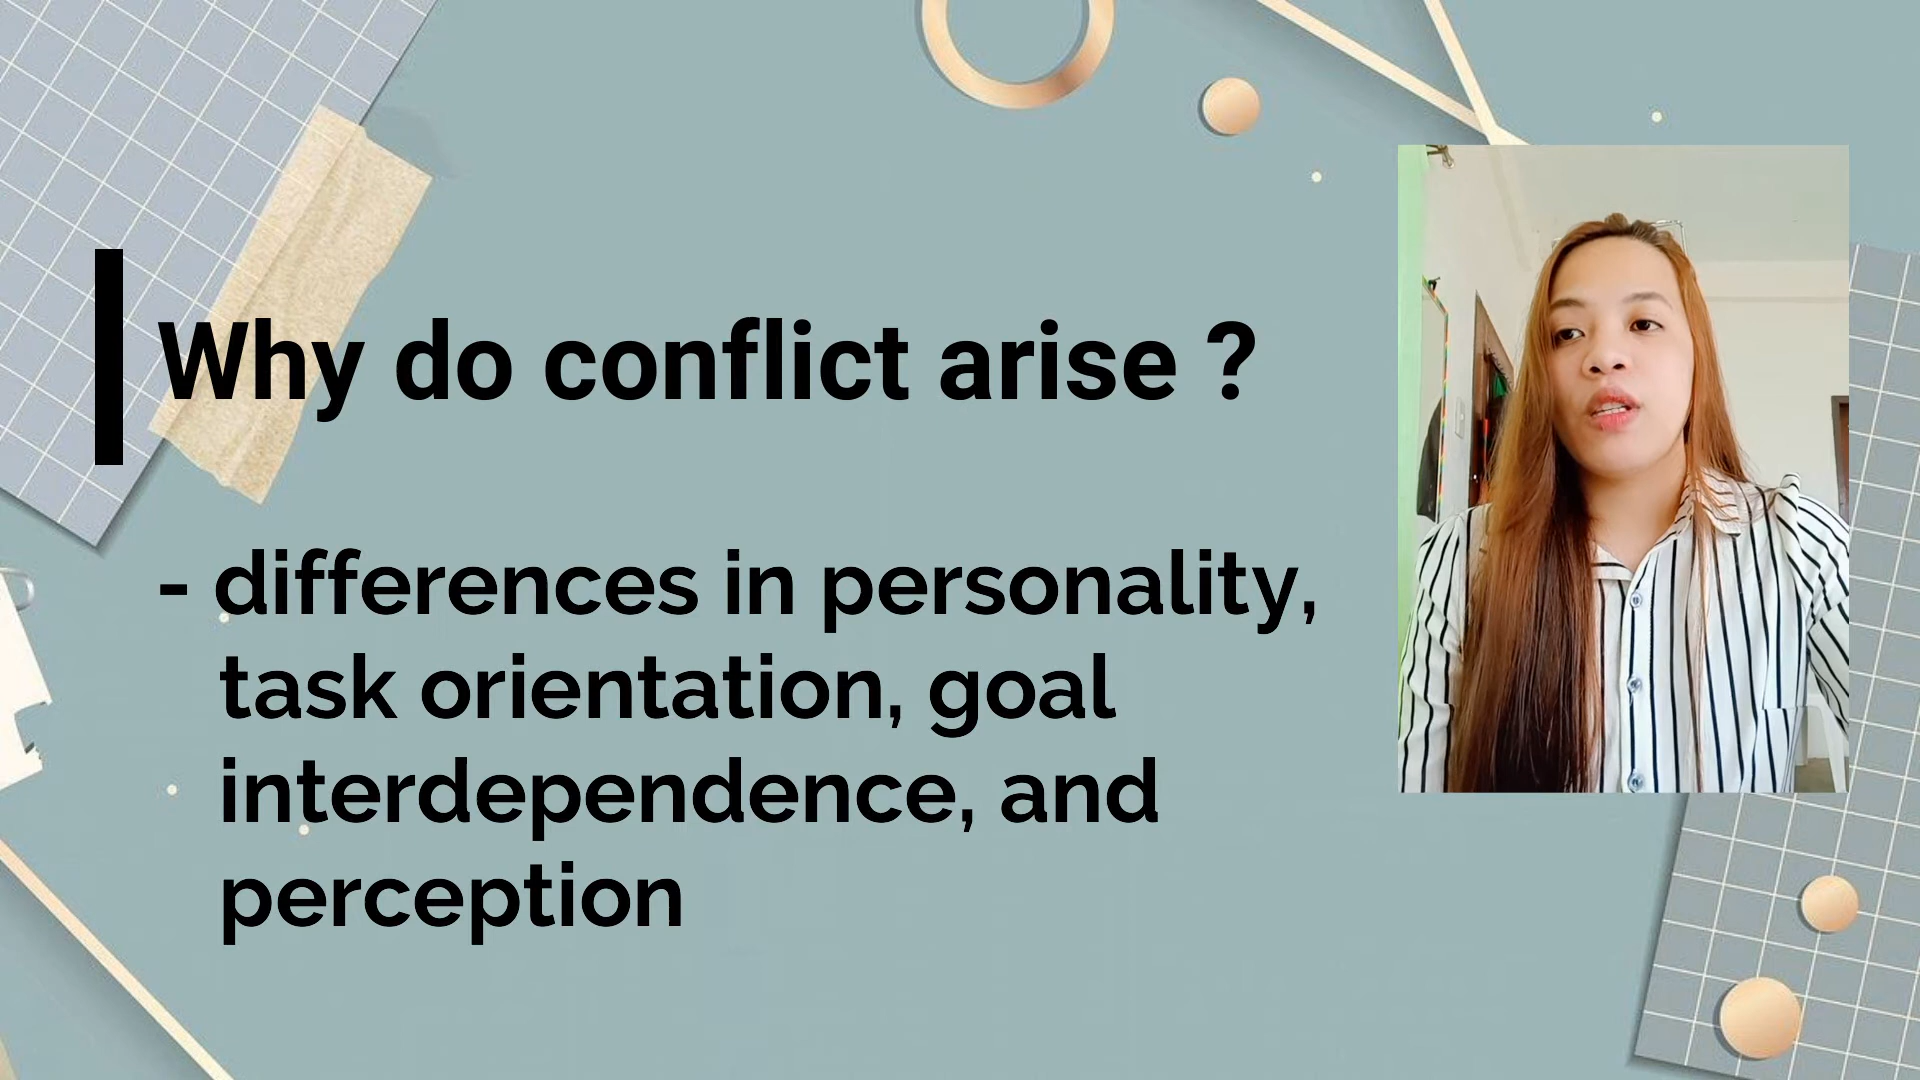 Why do conflict arise ?
- differences in personality,
task orientation, goal
interdependence, and
perception